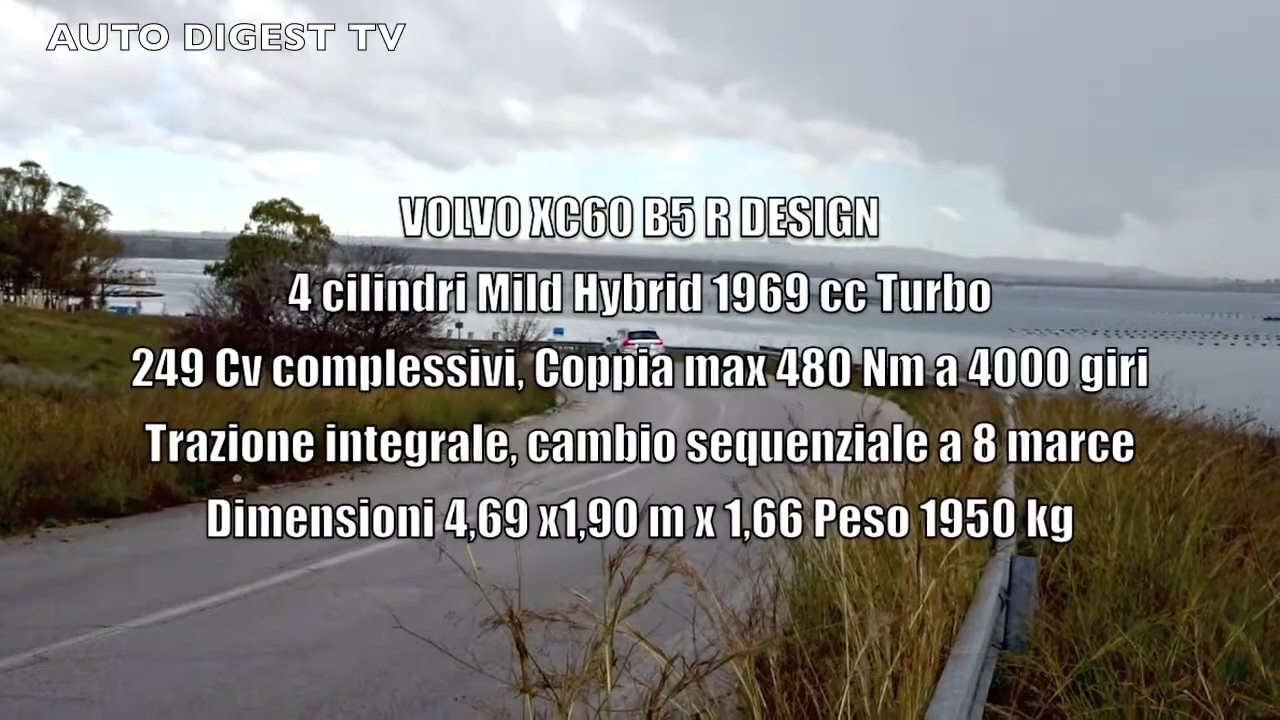 AUTO DIGEST TV
VOLVO XC60 B5 R DESIGN
4 cilindri Mild Hybrid 1969 cc Turbo
249 Cv complessivi, Coppia max 480 Nm a 4000 giri
Trazione integrale, cambio sequenziale a 8 marce
Dimensioni 4,69 x1,90 m x 1,66 Peso 1950 kg